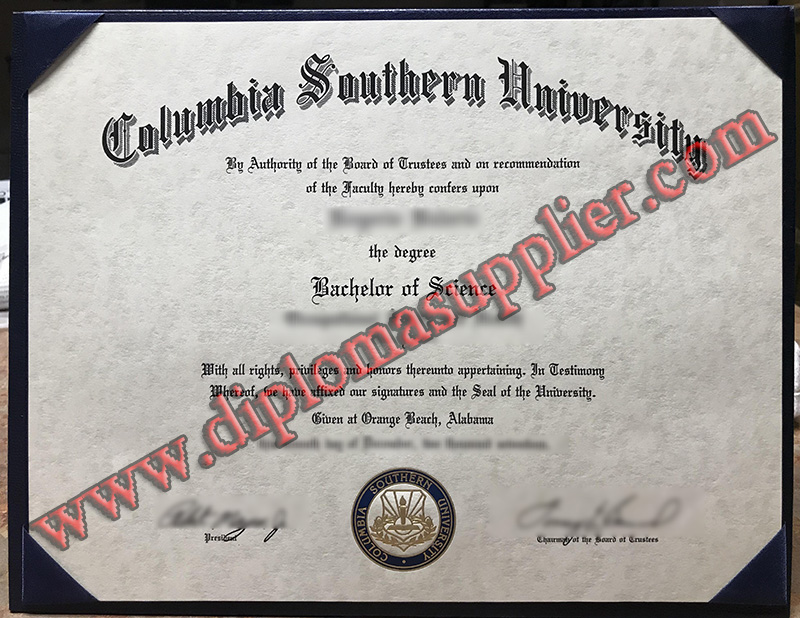 Columbia Southern University
By Authority of the Board of Trustees and on recommendation
of the Faculty hereby confers upon
the degree
Bachelor of Science
With all rights, privileges and honors thereunto appertaining. In Testimony
Whereof, we have affixed our signatures and the Seal of the University.
Given at Orange Beach, Alabama
www.diplomasupplier.com
COLUMBIA SOUTHERN UNIVERSITY
President
Chairman of the Board of Trustees